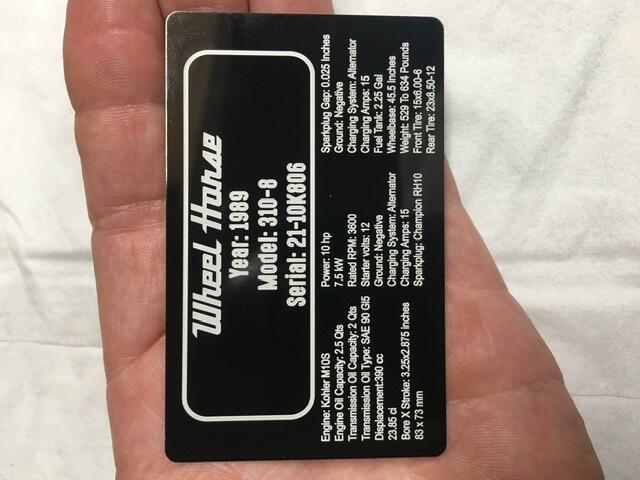 Wheel Horse
Year: 1989
Model: 310-8
Serial: 21-10K806
Engine: Kohler M10S
Engine Oil Capacity: 2.5 Qts
Transmission Oil Capacity: 2 Qts
Transmission Oil Type: SAE 90 Gl5
Displacement:390 cc
23.85 ci
Bore X Stroke: 3.25x2.875 Inches
83 x 73 mm
Power: 10 hp
7.5 kW
Rated RPM: 3600
Starter volts: 12
Ground: Negative
Charging System: Alternator
Charging Amps: 15
Sparkplug: Champion RH10
Sparkplug Gap: 0.025 Inches
Ground: Negative
Charging System: Alternator
Charging Amps: 15
Fuel Tank: 2.25 Gal
Wheelbase: 45.5 Inches
Weight: 529 To 634 Pounds
Front Tire: 15x6.00-6
Rear Tire: 23x8.50-12